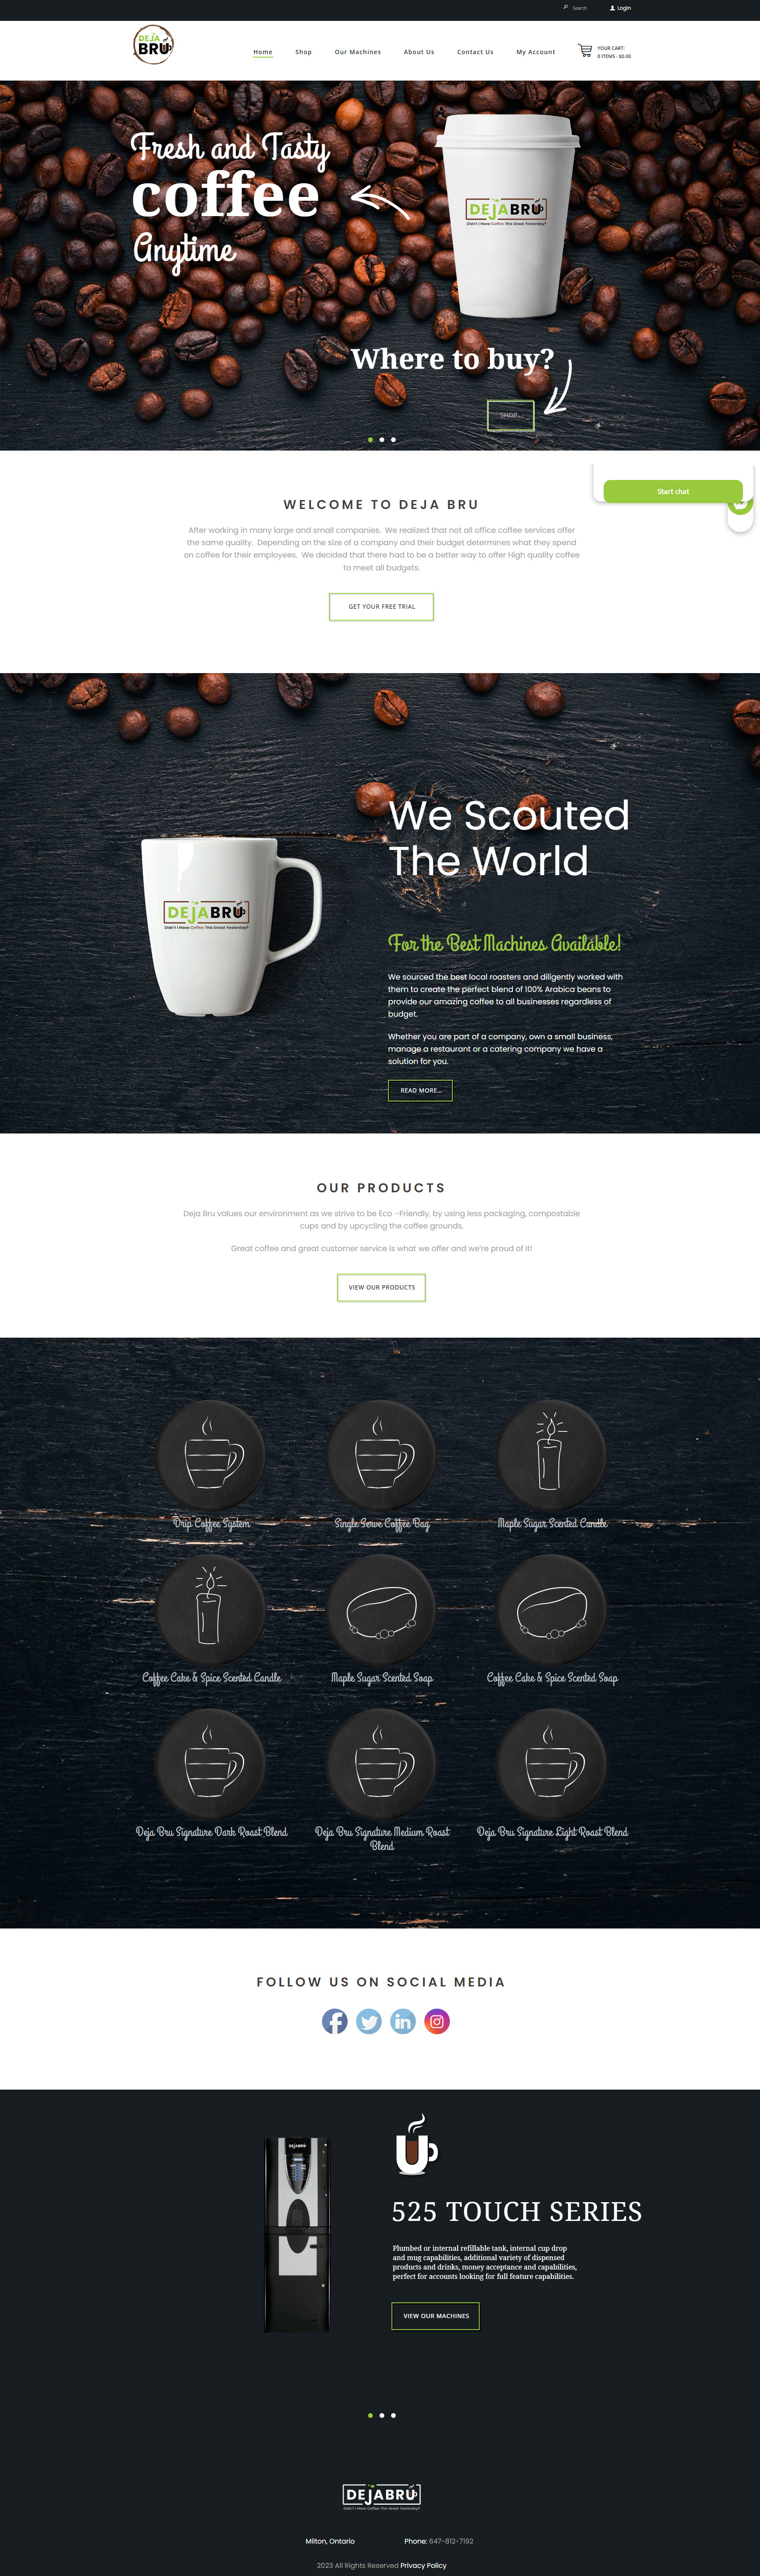 Search
Login
DEJA
BRU
Home
Shop
Our Machines
About Us
Contact Us
My Account
YOUR CART:
0 ITEMS - $0.00
Fresh and Tasty
coffee
Anytime
DEJABRU
Didn't I Have Coffee This Great Yesterday?
Where to buy?
SHOP...
Start chat
WELCOME TO DEJA BRU
After working in many large and small companies. We realized that not all office coffee services offer
the same quality. Depending on the size of a company and their budget determines what they spend
on coffee for their employees. We decided that there had to be a better way to offer High quality coffee
to meet all budgets.
GET YOUR FREE TRIAL
We Scouted
The World
DEJABRU
Didn't I Have Coffee This Great Yesterday?
For the Best Machines Available!
We sourced the best local roasters and diligently worked with
them to create the perfect blend of 100% Arabica beans to
provide our amazing coffee to all businesses regardless of
budget.
Whether you are part of a company, own a small business,
manage a restaurant or a catering company we have a
solution for you.
READ MORE...
OUR PRODUCTS
Deja Bru values our environment as we strive to be Eco –Friendly, by using less packaging, compostable
cups and by upcycling the coffee grounds.
Great coffee and great customer service is what we offer and we're proud of it!
VIEW OUR PRODUCTS
Drip Coffee System
Single Serve Coffee Bag
Maple Sugar Scented Candle
Coffee Cake & Spice Scented Candle
Maple Sugar Scented Soap
Coffee Cake & Spice Scented Soap
Deja Bru Signature Dark Roast Blend
Deja Bru Signature Medium Roast
Blend
Deja Bru Signature Light Roast Blend
FOLLOW US ON SOCIAL MEDIA
DEJABRU
525 TOUCH SERIES
Plumbed or internal refillable tank, internal cup drop
and mug capabilities, additional variety of dispensed
products and drinks, money acceptance and capabilities,
perfect for accounts looking for full feature capabilities.
VIEW OUR MACHINES
DEJABRU
Didn't I Have Coffee This Great Yesterday?
Milton, Ontario
Phone: 647-812-7192
2023 All Rights Reserved Privacy Policy